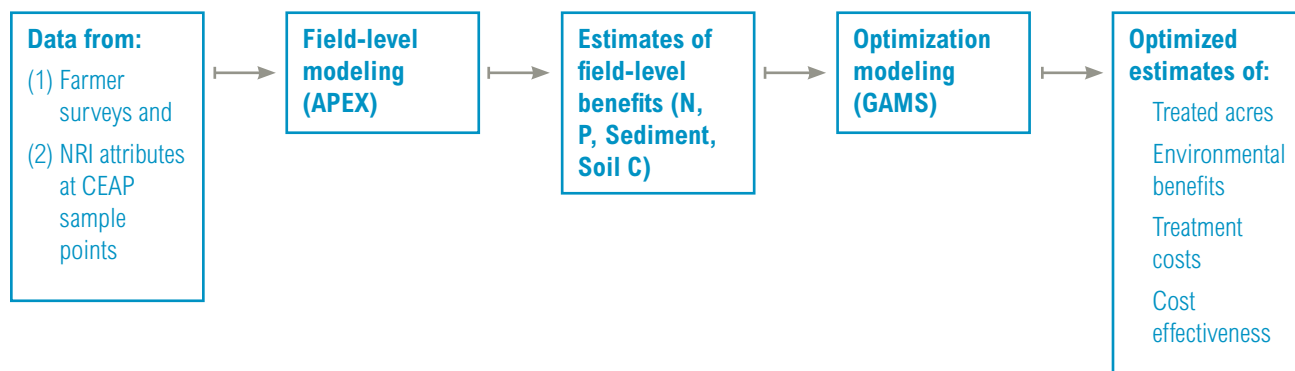 Data from:
(1) Farmer
surveys and
(2) NRI attributes
at CEAP
sample
points
Field-level
modeling
(APEX)
Estimates of
field-level
benefits (N,
P, Sediment,
Soil C)
Optimization
modeling
(GAMS)
Optimized
estimates of:
Treated acres
Environmental
benefits
Treatment
costs
Cost
effectiveness